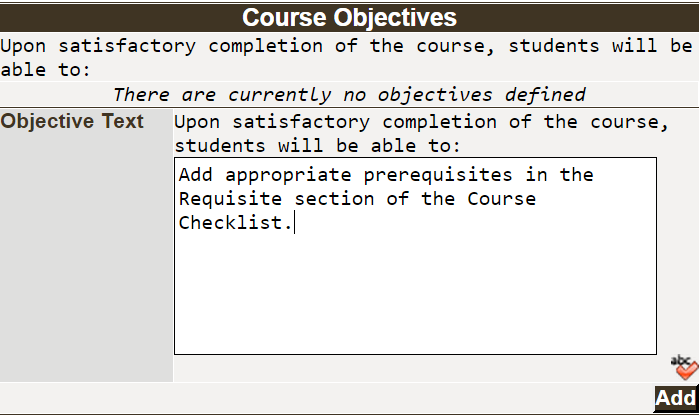 Course Objectives
Upon satisfactory completion of the course, students will be
able to:
There are currently no objectives defined
Objective Text
Upon satisfactory completion of the course,
students will be able to:
Add appropriate prerequisites in the
Requisite section of the Course
Checklist.
abc
Add